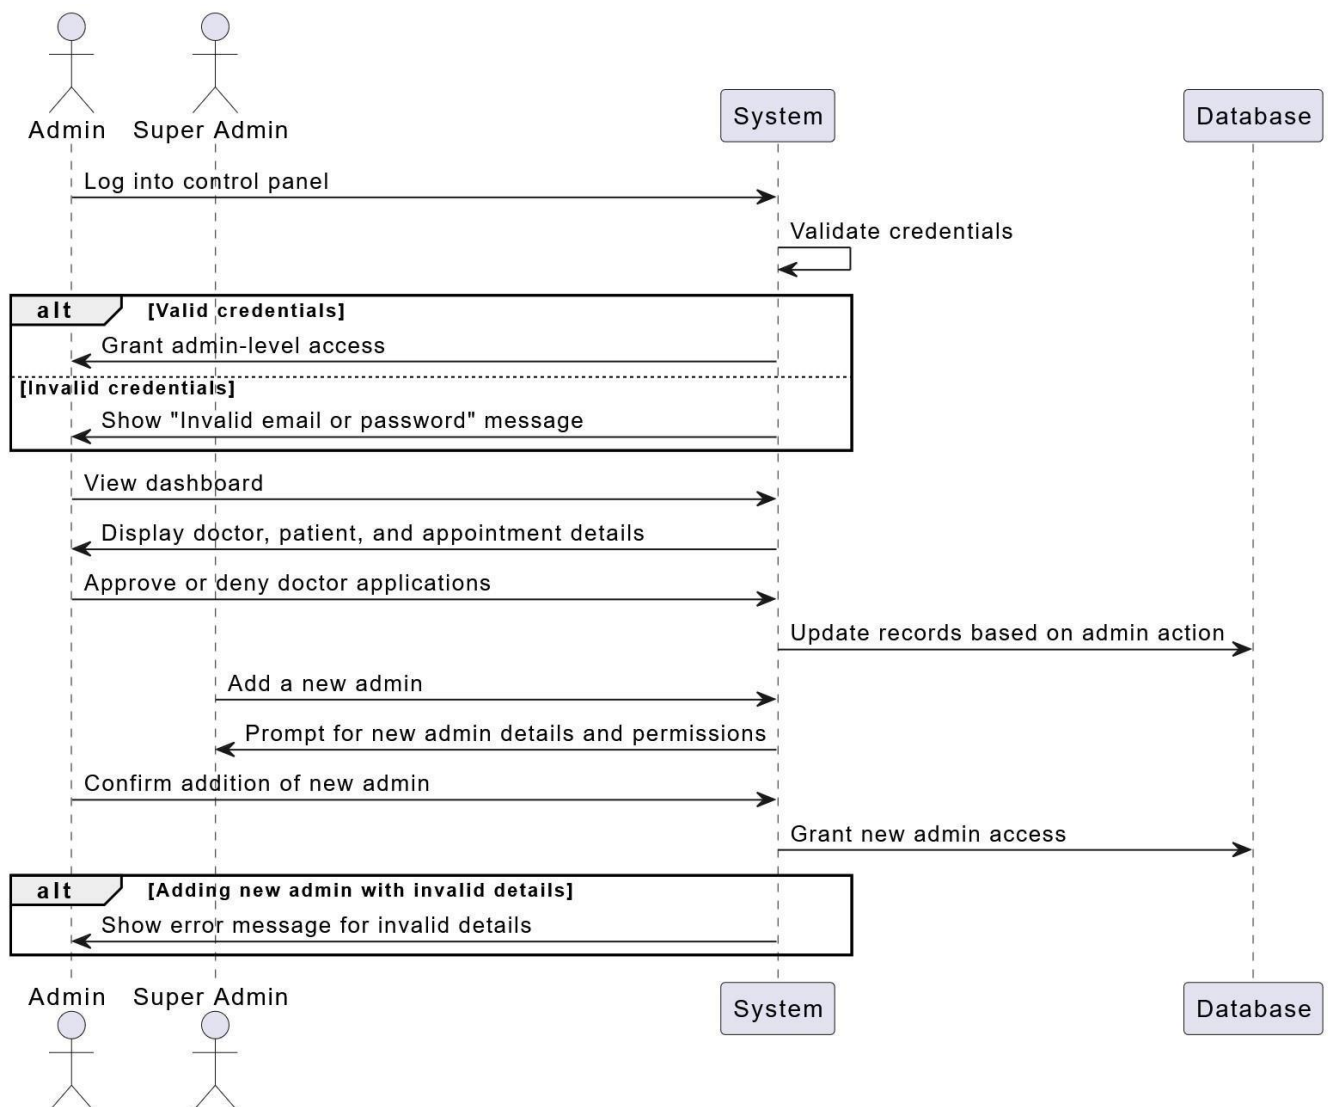 Admin
Super Admin
System
Database
Log into control panel
Validate credentials
alt [Valid credentials]
Grant admin-level access
[Invalid credentials]
Show "Invalid email or password" message
View dashboard
Display doctor, patient, and appointment details
Approve or deny doctor applications
Update records based on admin action
Add a new admin
Prompt for new admin details and permissions
Confirm addition of new admin
Grant new admin access
alt [Adding new admin with invalid details]
Show error message for invalid details
Admin
Super Admin
System
Database